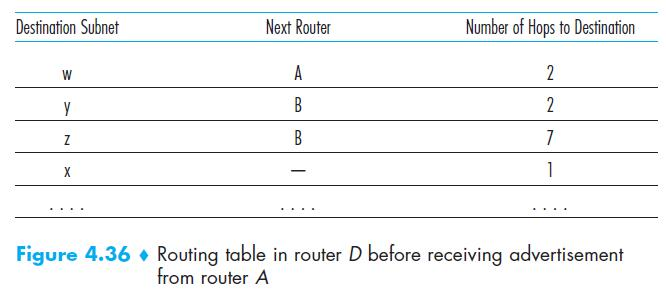 Destination Subnet Next Router Number of Hops to Destination
w A 2
y B 2
z B 7
x — 1
. . . . . . . . . . . .
Figure 4.36 ♦ Routing table in router D before receiving advertisement
from router A